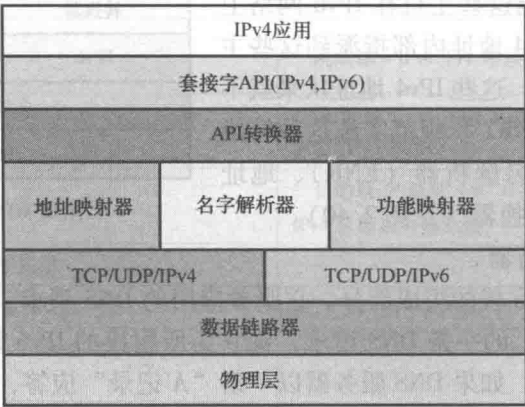 IPv4应用
套接字API(IPv4,IPv6)
API转换器
地址映射器 名字解析器 功能映射器
TCP/UDP/IPv4 TCP/UDP/IPv6
数据链路器
物理层